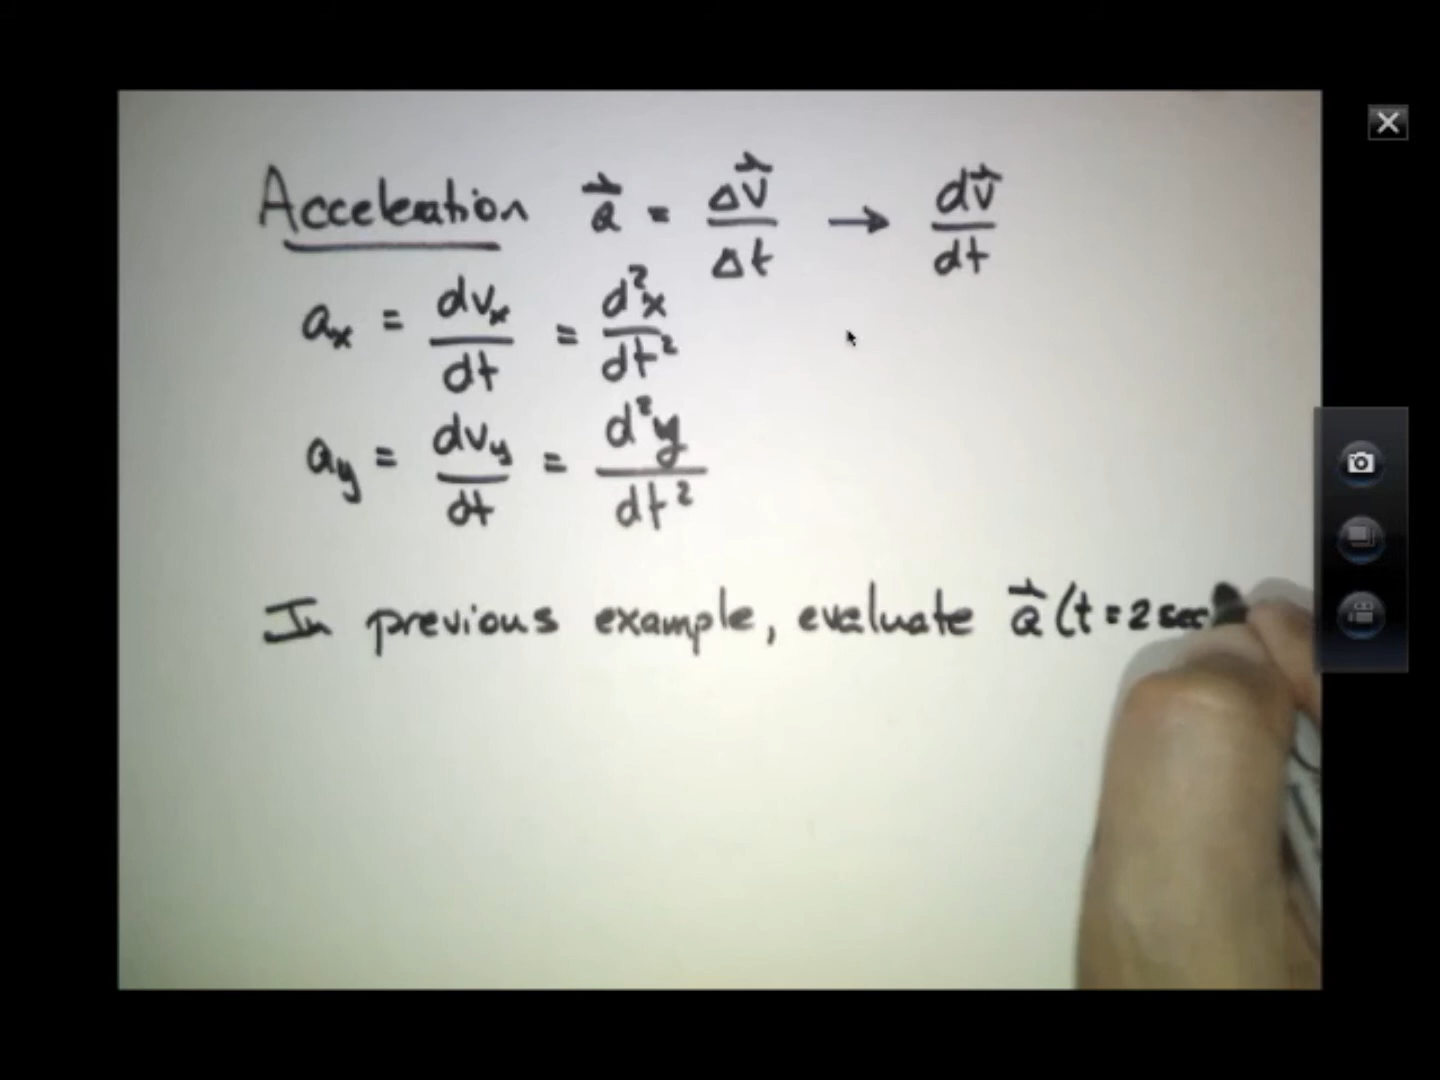 Acceleation a⃗ = Δv⃗/Δt → dv⃗/dt
aₓ = dvₓ/dt = d²x/dt²
a_y = dv_y/dt = d²y/dt²
In previous example, evaluate a⃗ (t = 2 sec)